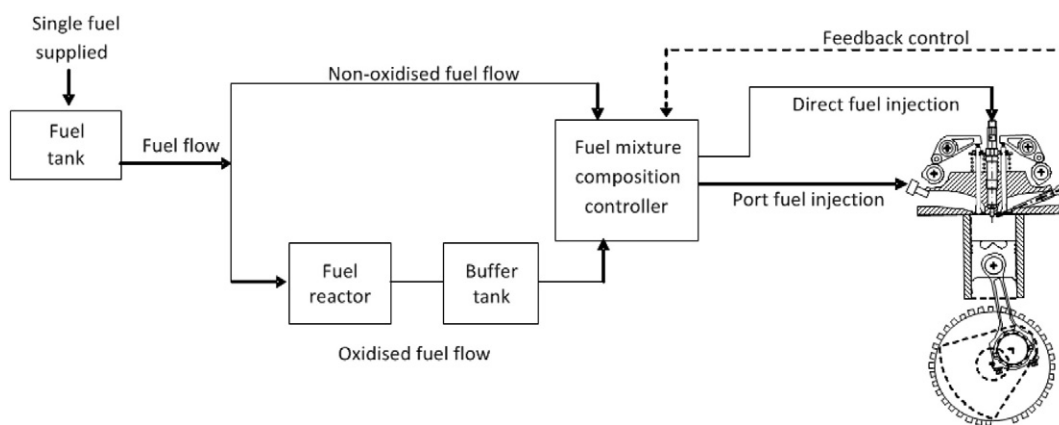 Single fuel
supplied
Feedback control
Non-oxidised fuel flow
Direct fuel injection
Fuel
tank
Fuel flow
Fuel mixture
composition
controller
Port fuel injection
Fuel
reactor
Buffer
tank
Oxidised fuel flow